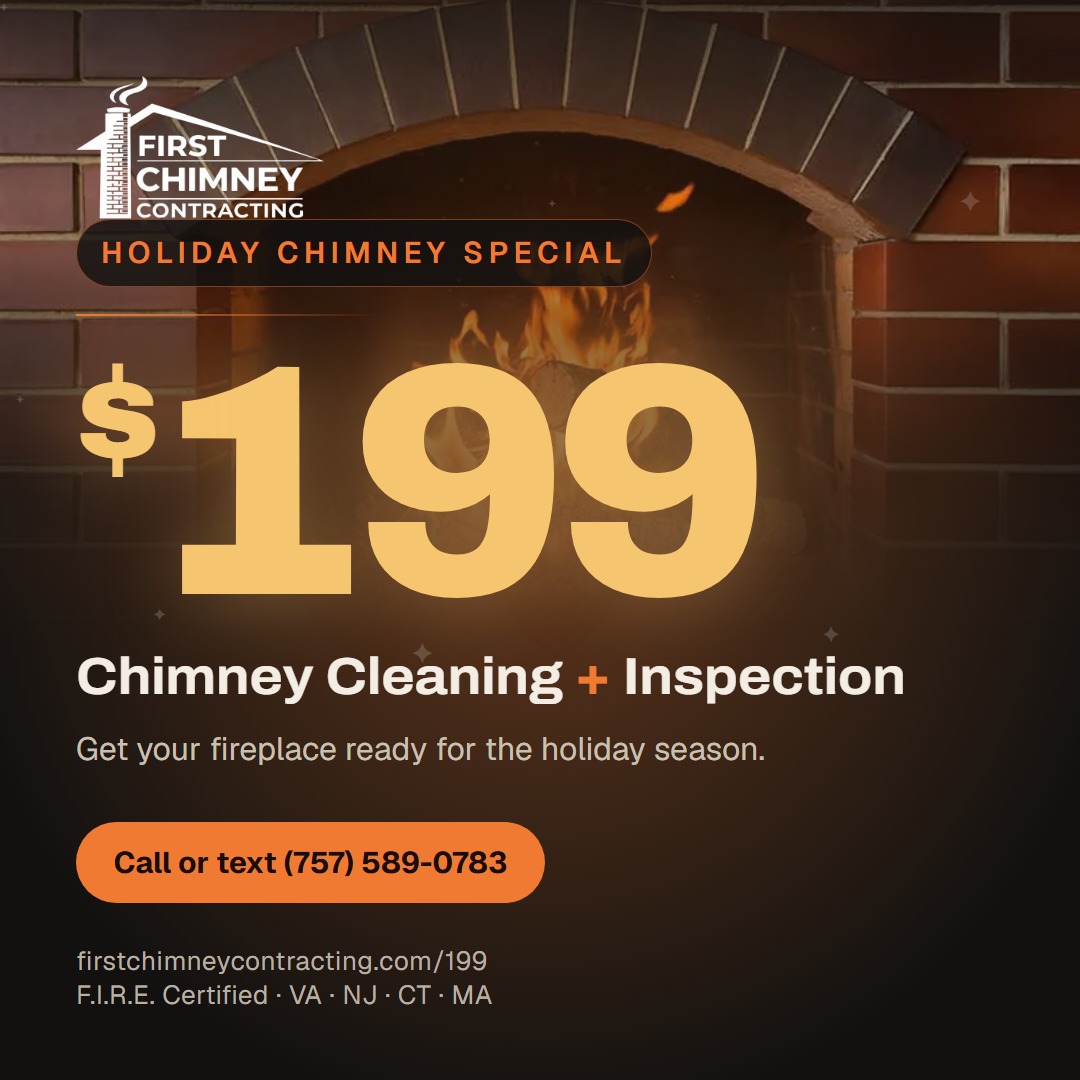 FIRST
CHIMNEY
CONTRACTING
HOLIDAY CHIMNEY SPECIAL
$199
Chimney Cleaning + Inspection
Get your fireplace ready for the holiday season.
Call or text (757) 589-0783
firstchimneycontracting.com/199
F.I.R.E. Certified · VA · NJ · CT · MA